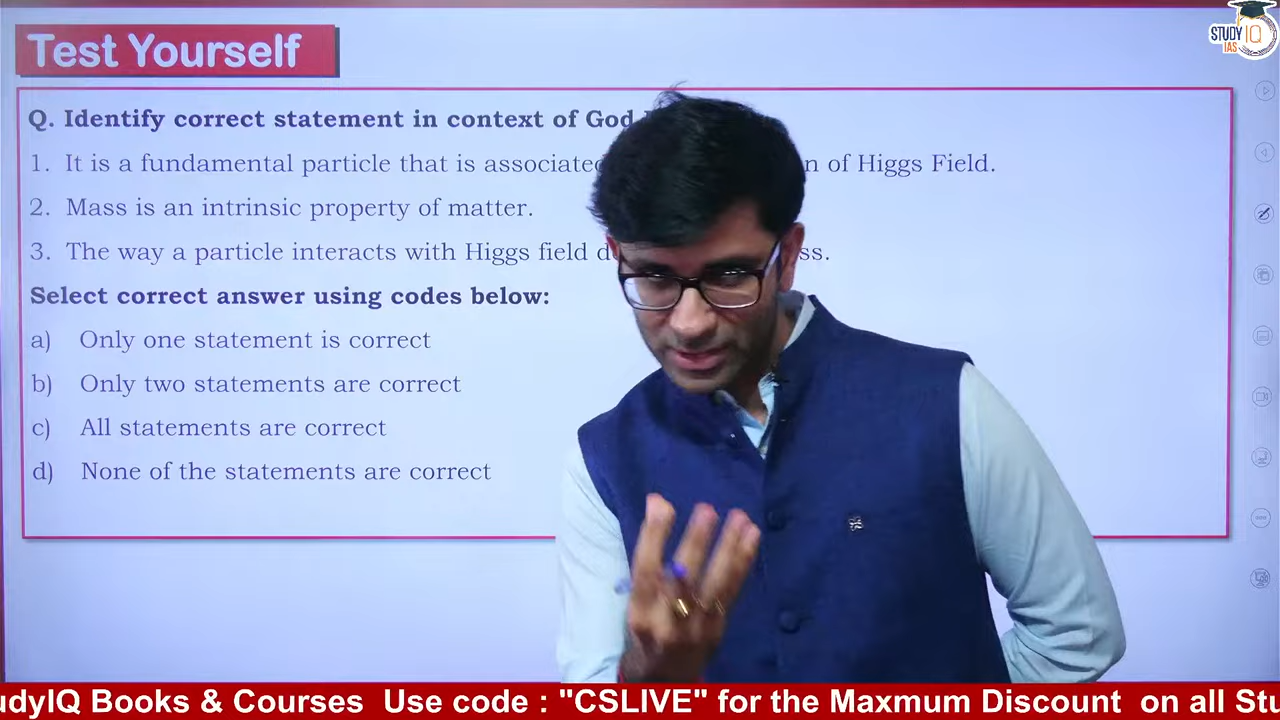 Test Yourself
STUDY IQ
IAS
Q. Identify correct statement in context of God
1. It is a fundamental particle that is associated of Higgs Field.
2. Mass is an intrinsic property of matter.
3. The way a particle interacts with Higgs field
Select correct answer using codes below:
a) Only one statement is correct
b) Only two statements are correct
c) All statements are correct
d) None of the statements are correct
udyIQ Books & Courses Use code : "CSLIVE" for the Maxmum Discount on all Stu